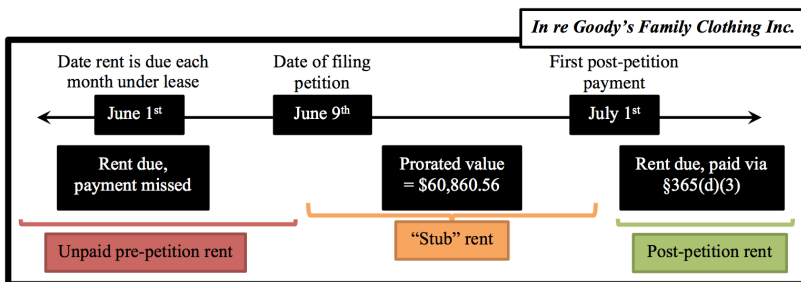 In re Goody's Family Clothing Inc.
Date rent is due each
month under lease
Date of filing
petition
First post-petition
payment
June 1st
June 9th
July 1st
Rent due,
payment missed
Prorated value
= $60,860.56
Rent due, paid via
§365(d)(3)
Unpaid pre-petition rent
“Stub” rent
Post-petition rent